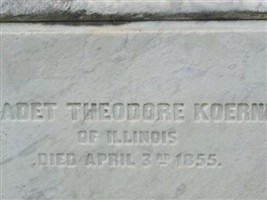 ADET THEODORE KOERN
OF ILLINOIS
DIED APRIL 3RD 1855.